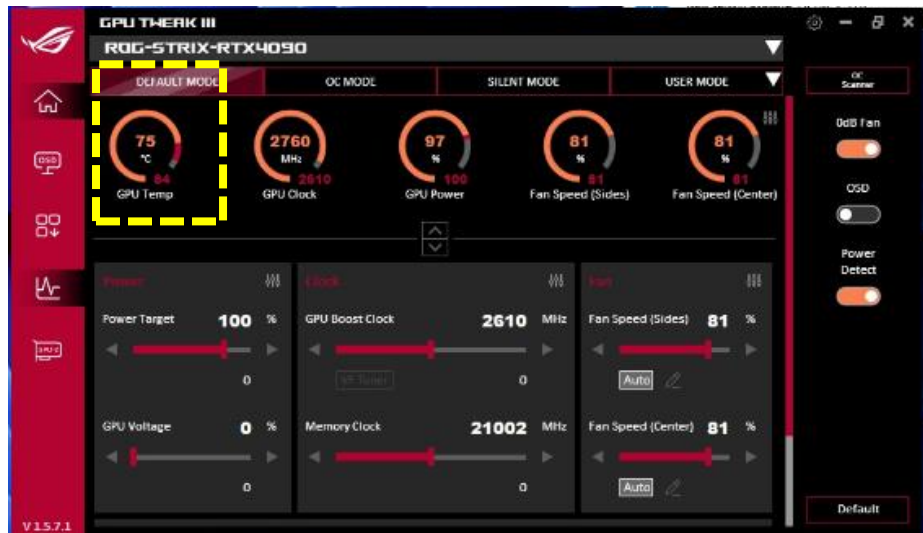 GPU TWEAK III
ROG-STRIX-RTX4090
DEFAULT MODE
OC MODE
SILENT MODE
USER MODE
OC
Scanner
75
°C
84
GPU Temp
2760
MHz
2610
GPU Clock
97
%
100
GPU Power
81
%
81
Fan Speed (Sides)
81
%
81
Fan Speed (Center)
0dB Fan
OSD
OSD
Power
Detect
Power
Clock
Fan
Power Target 100 %
0
GPU Boost Clock 2610 MHz
VF Tuner
0
Fan Speed (Sides) 81 %
Auto
GPU Voltage 0 %
0
Memory Clock 21002 MHz
0
Fan Speed (Center) 81 %
Auto
Default
V 1.5.7.1